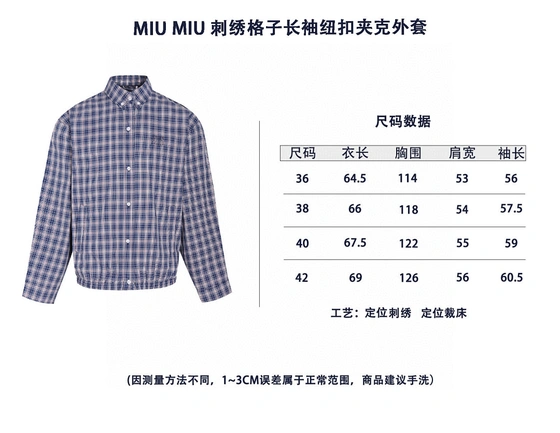 MIU MIU 刺绣格子长袖纽扣夹克外套
尺码数据
尺码 衣长 胸围 肩宽 袖长
36 64.5 114 53 56
38 66 118 54 57.5
40 67.5 122 55 59
42 69 126 56 60.5
工艺：定位刺绣 定位裁床
(因测量方法不同，1~3CM误差属于正常范围，商品建议手洗)